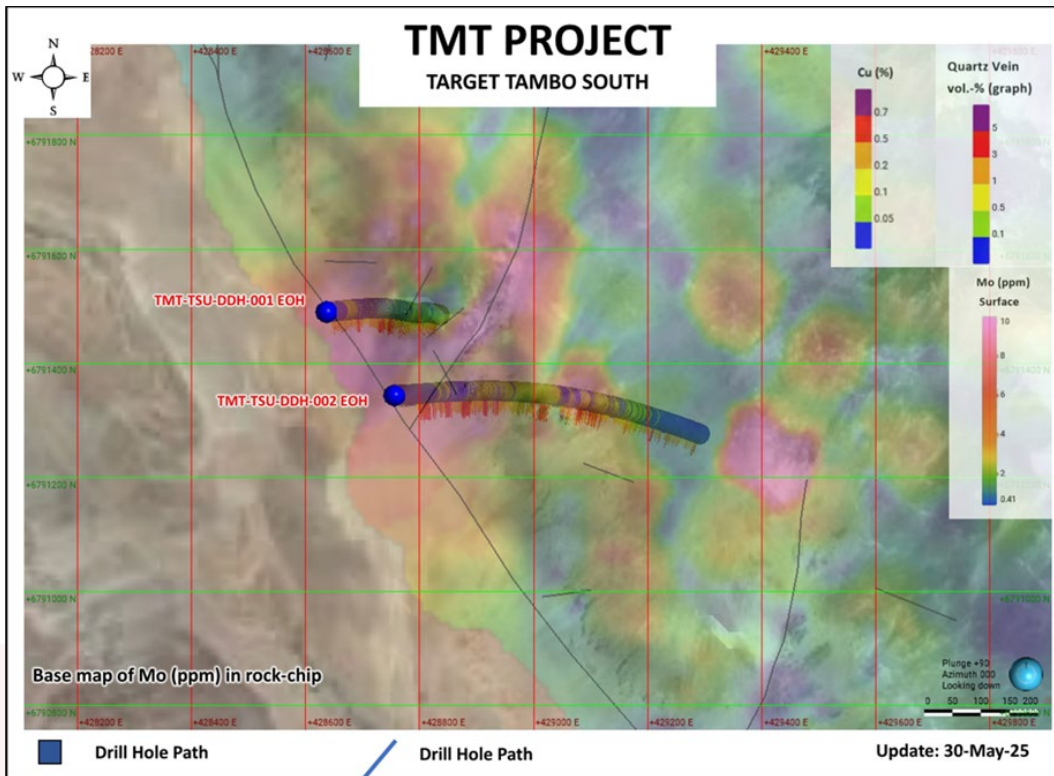 TMT PROJECT
TARGET TAMBO SOUTH
N
W E
S
+428400 E
+429400 E
Cu (%)
0.7
0.5
0.2
0.1
0.05
Quartz Vein
vol.-% (graph)
5
3
1
0.5
0.1
Mo (ppm)
Surface
10
8
6
4
2
0.41
+6791800 N
+6791600 N
+6791600 N
TMT-TSU-DDH-001 EOH
+6791400 N
+6791400 N
TMT-TSU-DDH-002 EOH
+6791200 N
+6791000 N
+6791000 N
Base map of Mo (ppm) in rock-chip
Plunge +90
Azimuth 000
Looking down
0 50 100 150 200
+6790800 N
+428200 E
+428400 E
+428600 E
+428800 E
+429000 E
+429200 E
+429400 E
+429600 E
+429800 E
Drill Hole Path
Drill Hole Path
Update: 30-May-25